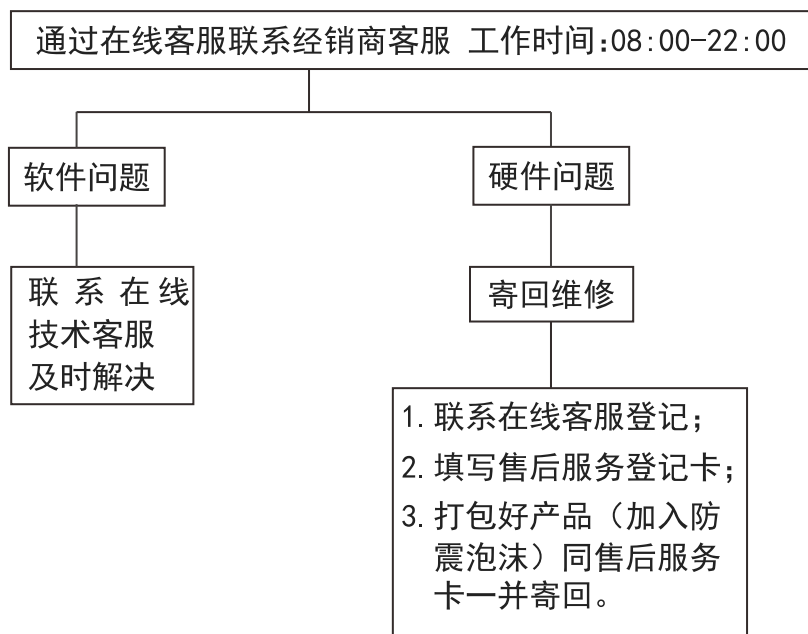 通过在线客服联系经销商客服 工作时间:08:00-22:00
软件问题
硬件问题
联系在线
技术客服
及时解决
寄回维修
1. 联系在线客服登记;
2. 填写售后服务登记卡;
3. 打包好产品（加入防
震泡沫）同售后服务
卡一并寄回。